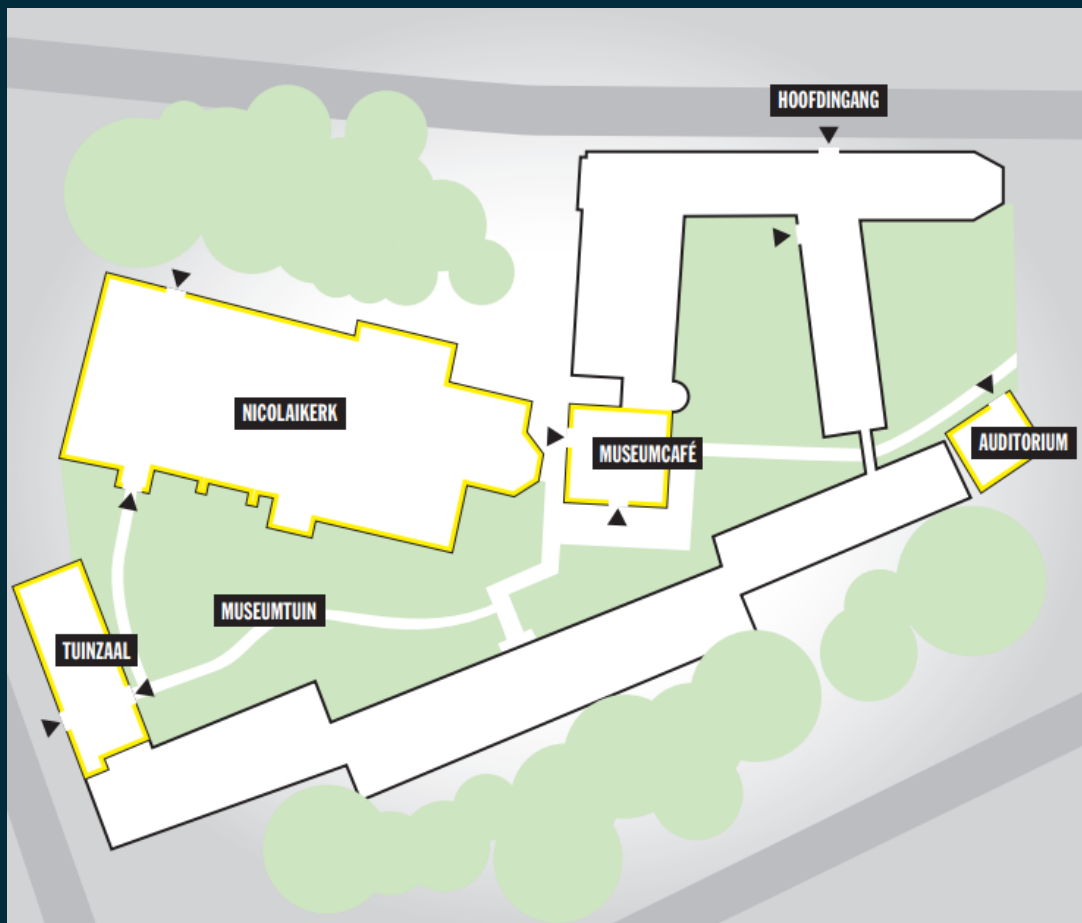 HOOFDINGANG
NICOLAIKERK
MUSEUMCAFÉ
AUDITORIUM
MUSEUMTUIN
TUINZAAL